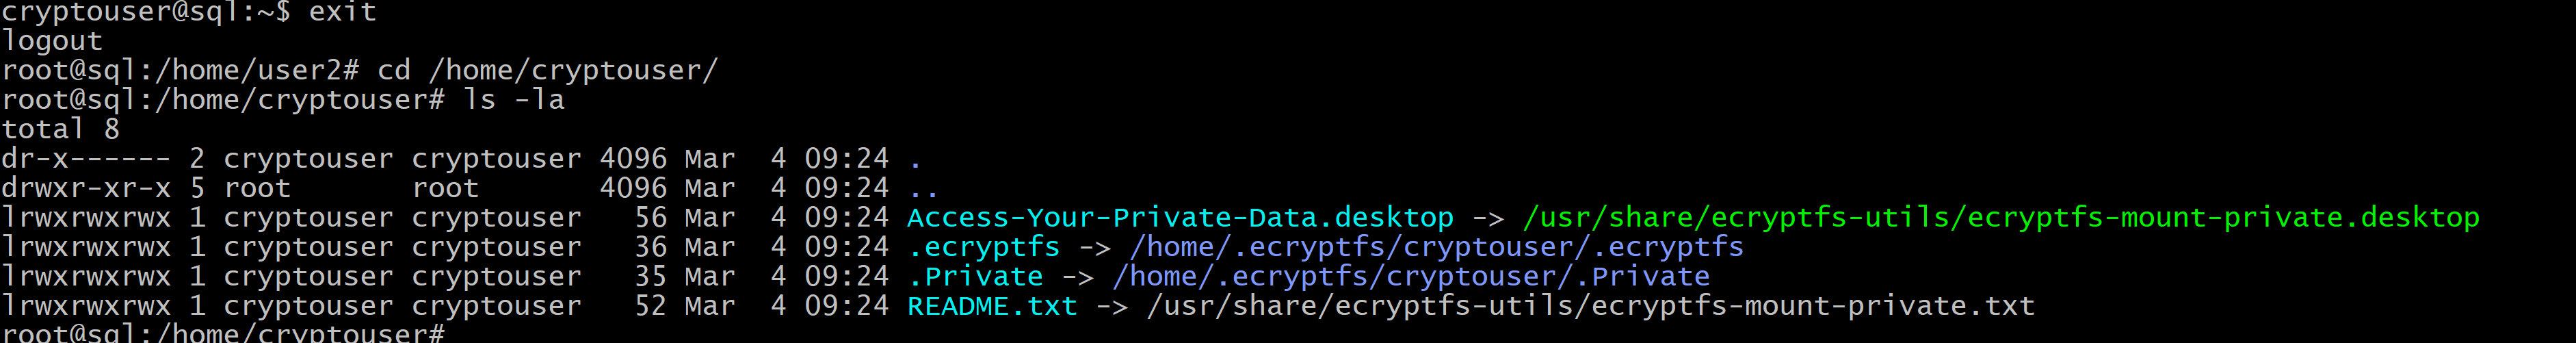 cryptouser@sql:~$ exit
logout
root@sql:/home/user2# cd /home/cryptouser/
root@sql:/home/cryptouser# ls -la
total 8
dr-x------ 2 cryptouser cryptouser 4096 Mar  4 09:24 .
drwxr-xr-x 5 root       root       4096 Mar  4 09:24 ..
lrwxrwxrwx 1 cryptouser cryptouser   56 Mar  4 09:24 Access-Your-Private-Data.desktop -> /usr/share/ecryptfs-utils/ecryptfs-mount-private.desktop
lrwxrwxrwx 1 cryptouser cryptouser   36 Mar  4 09:24 .ecryptfs -> /home/.ecryptfs/cryptouser/.ecryptfs
lrwxrwxrwx 1 cryptouser cryptouser   35 Mar  4 09:24 .Private -> /home/.ecryptfs/cryptouser/.Private
lrwxrwxrwx 1 cryptouser cryptouser   52 Mar  4 09:24 README.txt -> /usr/share/ecryptfs-utils/ecryptfs-mount-private.txt
root@sql:/home/cryptouser#